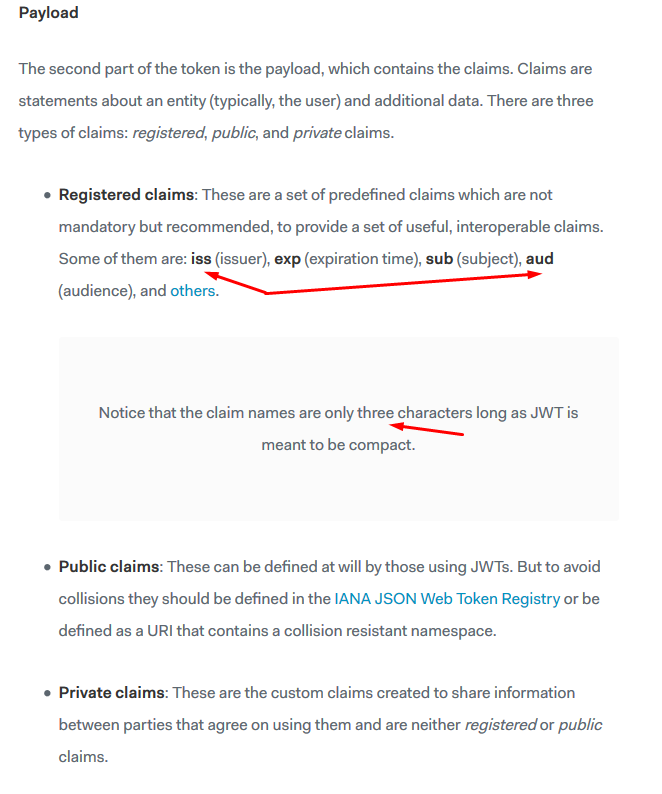 Payload
The second part of the token is the payload, which contains the claims. Claims are
statements about an entity (typically, the user) and additional data. There are three
types of claims: registered, public, and private claims.
• Registered claims: These are a set of predefined claims which are not
mandatory but recommended, to provide a set of useful, interoperable claims.
Some of them are: iss (issuer), exp (expiration time), sub (subject), aud
(audience), and others.
Notice that the claim names are only three characters long as JWT is
meant to be compact.
• Public claims: These can be defined at will by those using JWTs. But to avoid
collisions they should be defined in the IANA JSON Web Token Registry or be
defined as a URI that contains a collision resistant namespace.
• Private claims: These are the custom claims created to share information
between parties that agree on using them and are neither registered or public
claims.